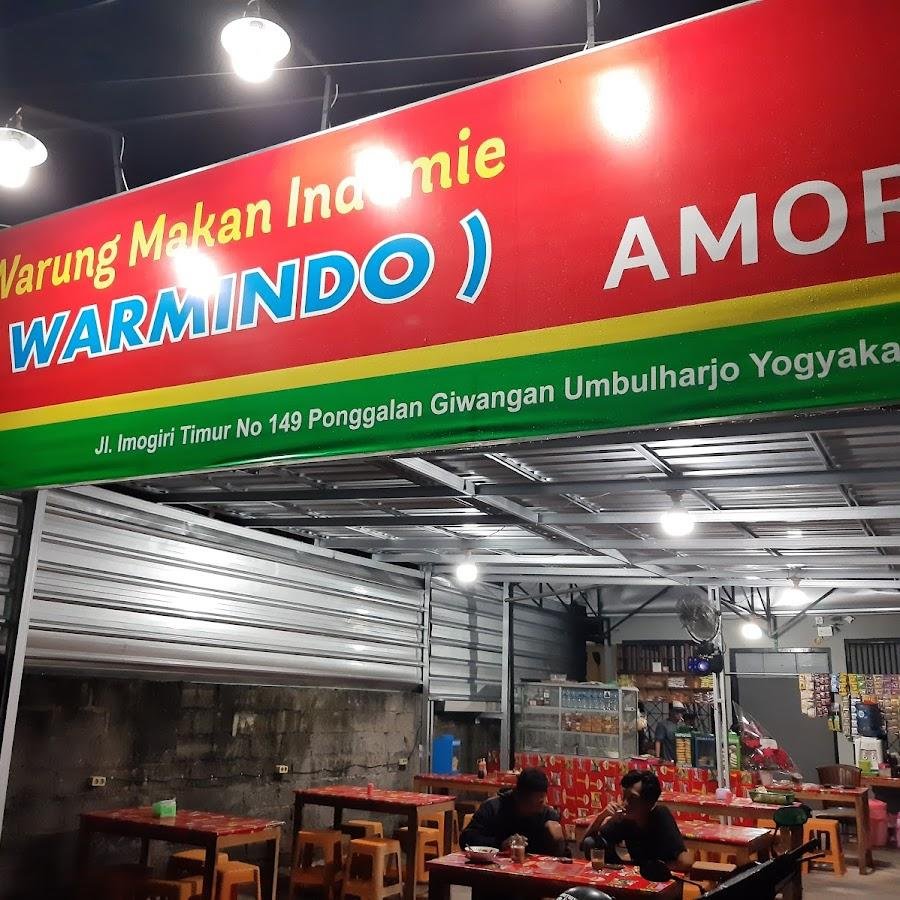 Warung Makan Indomie
WARMINDO )
AMOR
Jl. Imogiri Timur No 149 Ponggalan Giwangan Umbulharjo Yogyaka